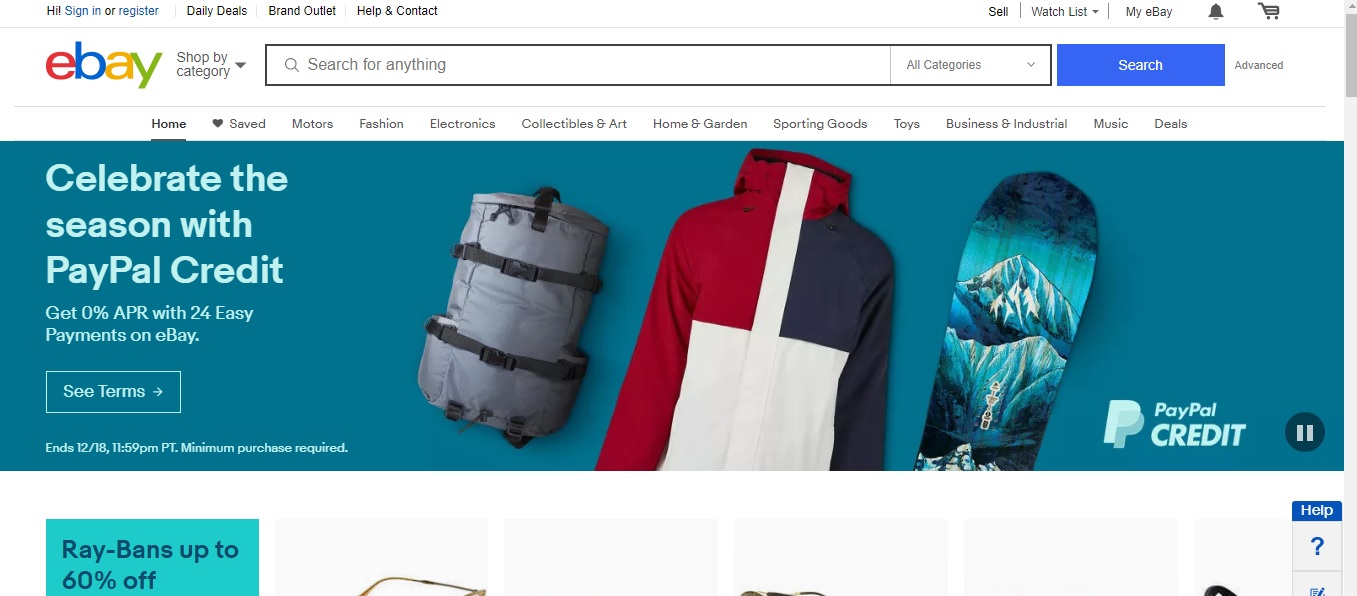 Hi! Sign in or register Daily Deals Brand Outlet Help & Contact Sell Watch List My eBay
ebay
Shop by
category
Search for anything
All Categories
Search
Advanced
Home Saved Motors Fashion Electronics Collectibles & Art Home & Garden Sporting Goods Toys Business & Industrial Music Deals
Celebrate the
season with
PayPal Credit
Get 0% APR with 24 Easy
Payments on eBay.
See Terms →
Ends 12/18, 11:59pm PT. Minimum purchase required.
PayPal
CREDIT
Help
?
Ray-Bans up to
60% off